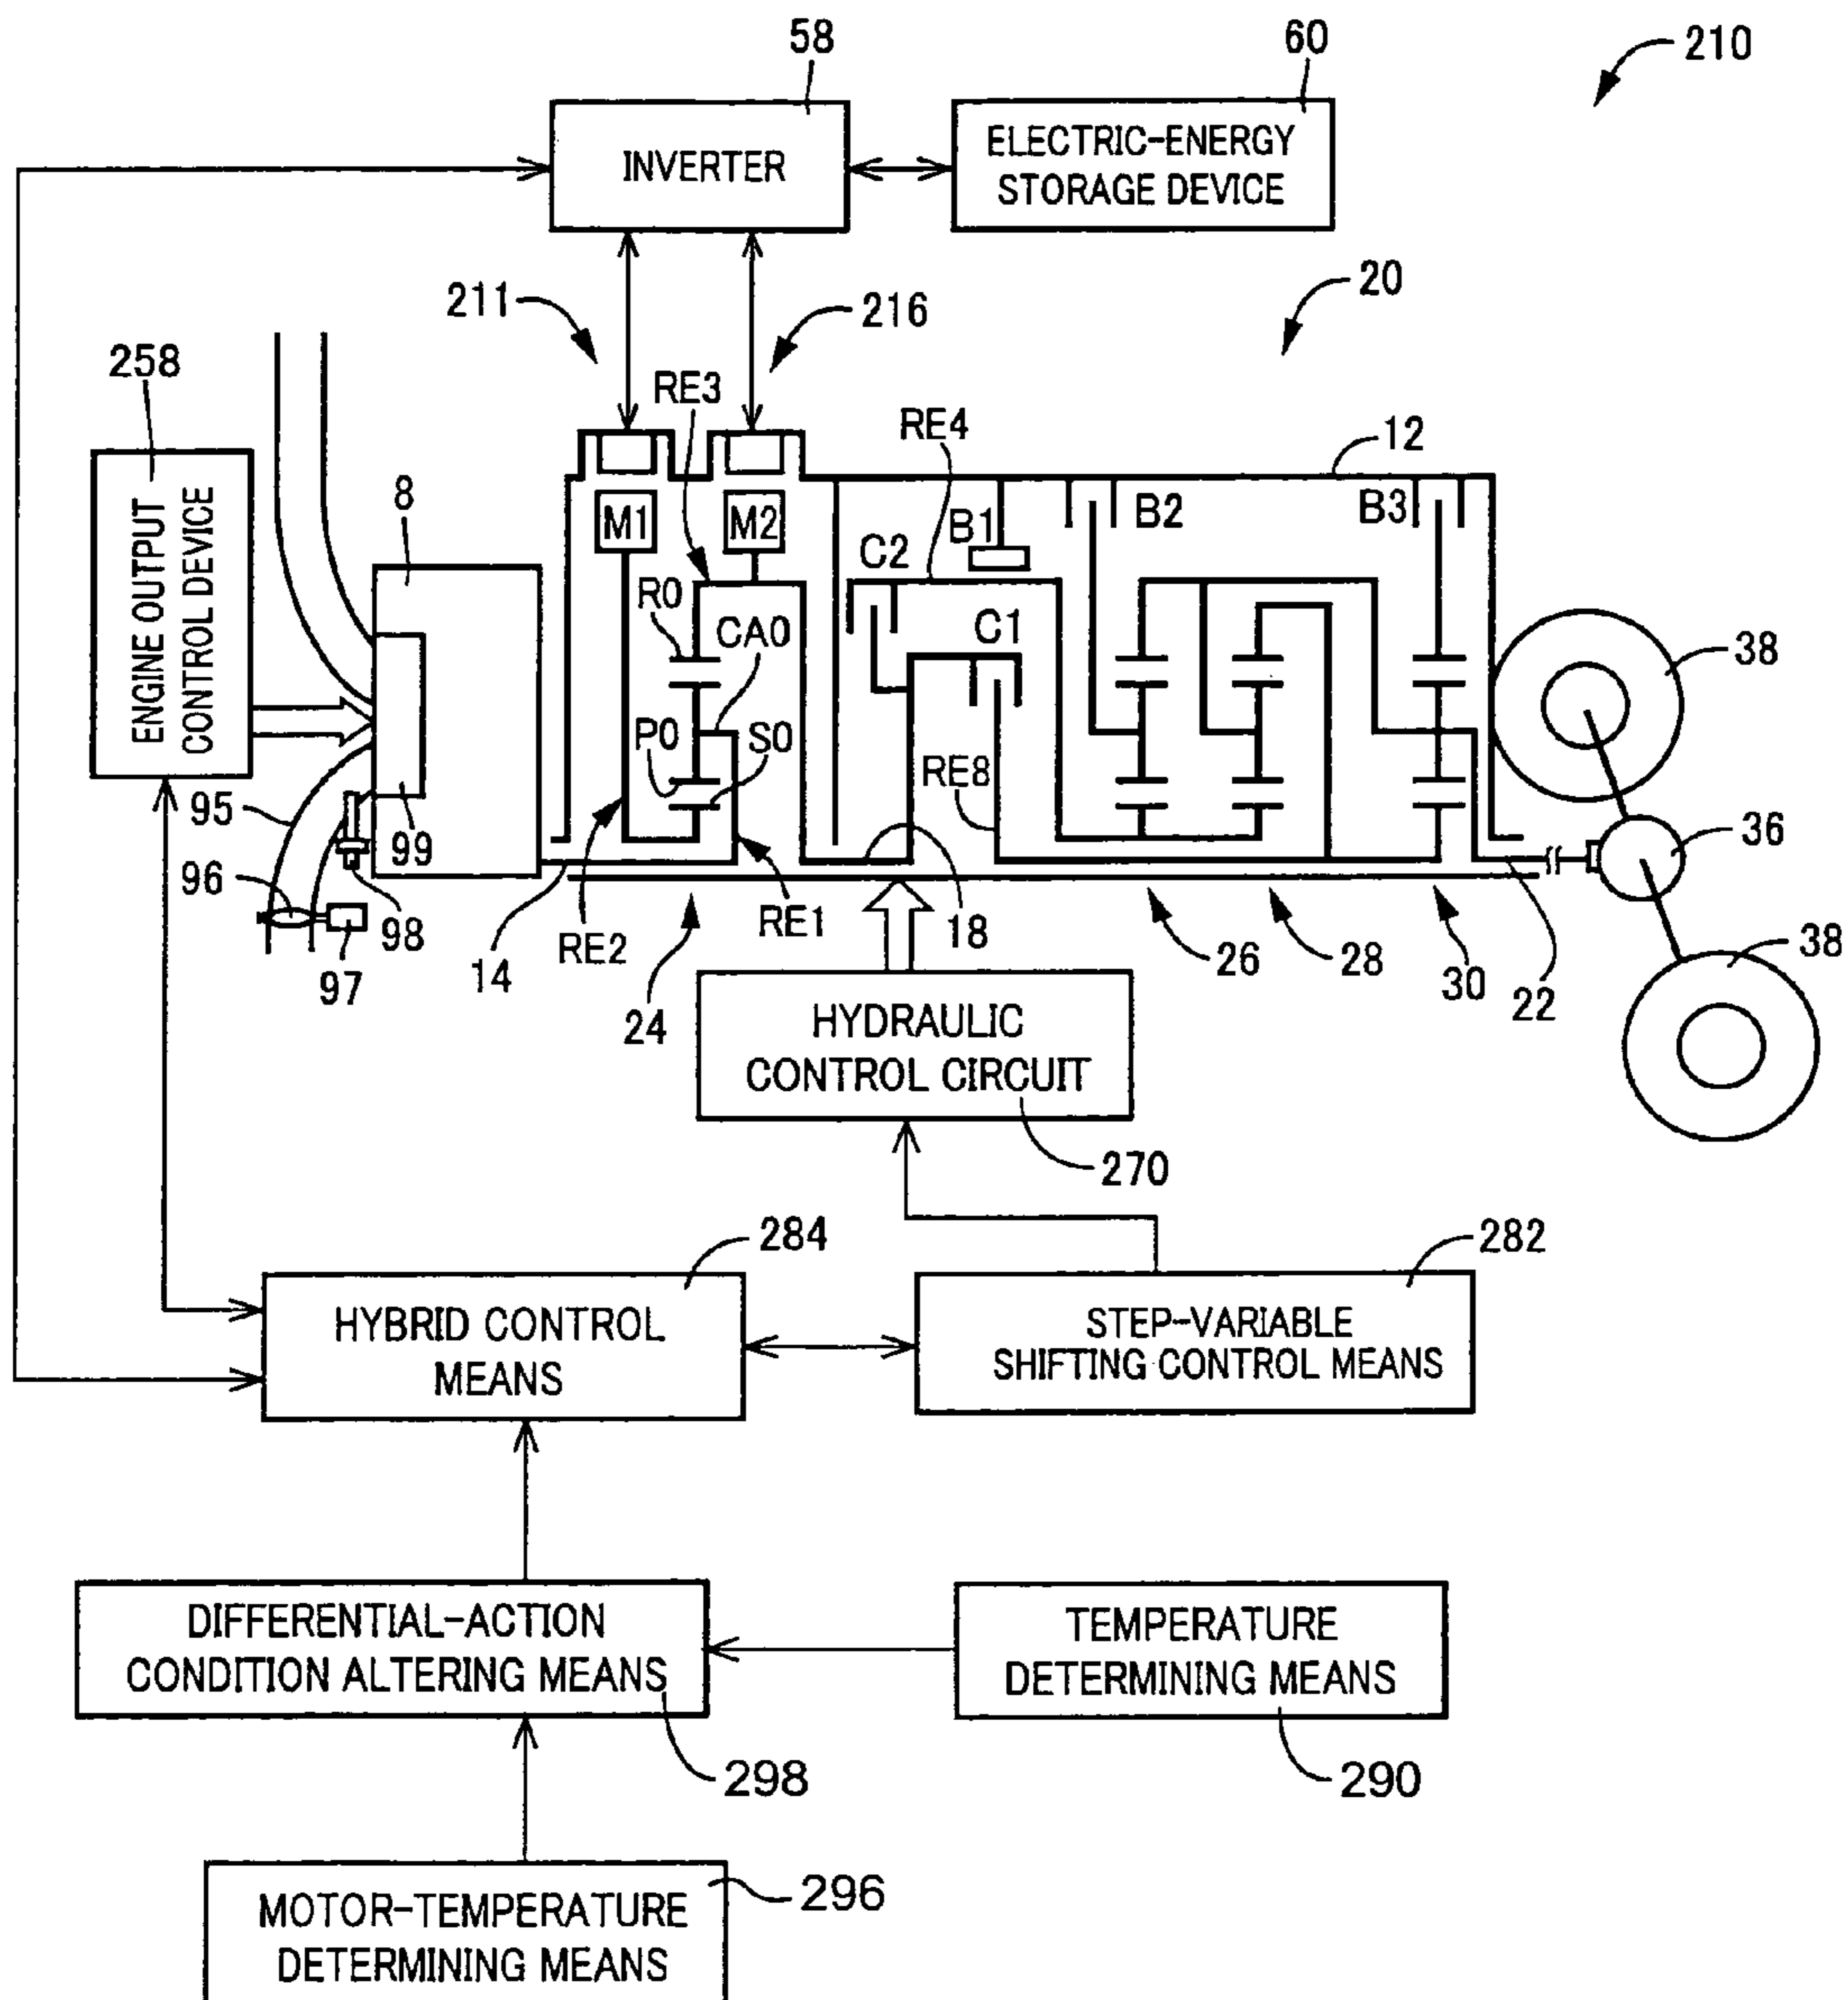 58
60
210
INVERTER
ELECTRIC-ENERGY
STORAGE DEVICE
211
216
20
258
RE3
RE4
12
8
ENGINE OUTPUT
CONTROL DEVICE
M1
M2
C2
B1
B2
B3
R0
CA0
C1
38
P0
S0
RE8
95
99
36
96
98
RE2
RE1
18
97
14
24
26
28
30
22
38
HYDRAULIC
CONTROL CIRCUIT
270
284
282
HYBRID CONTROL
MEANS
STEP-VARIABLE
SHIFTING CONTROL MEANS
DIFFERENTIAL-ACTION
CONDITION ALTERING MEANS
TEMPERATURE
DETERMINING MEANS
298
290
296
MOTOR-TEMPERATURE
DETERMINING MEANS